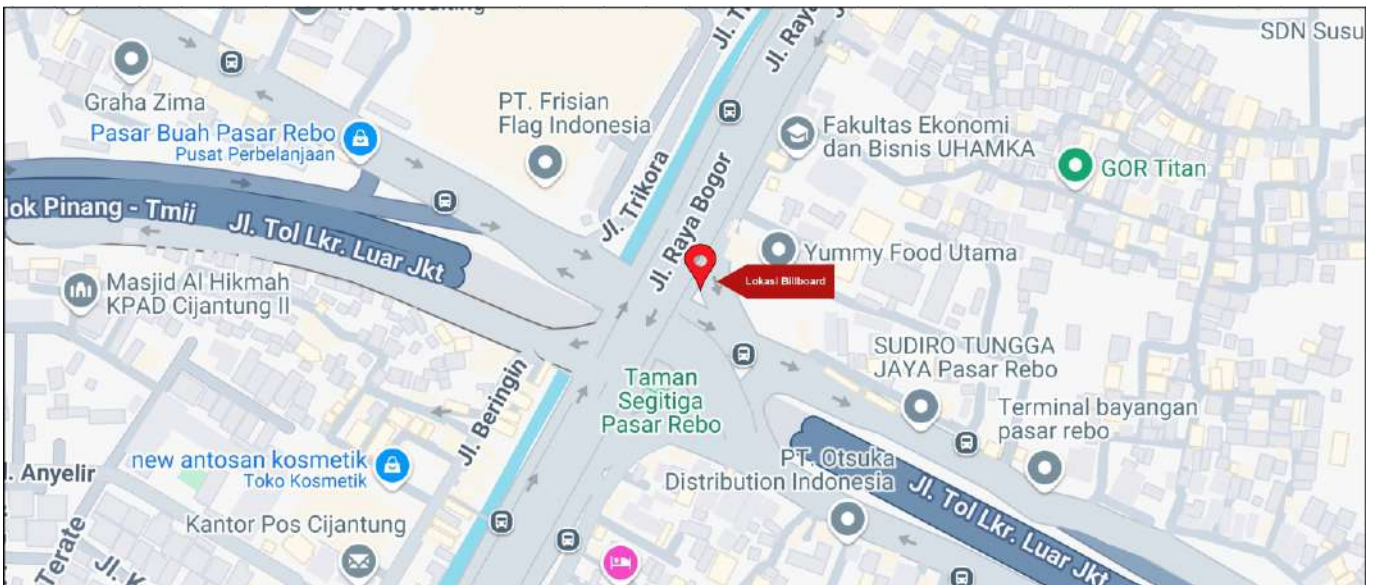 SDN Susu
Jl. Raya
Graha Zima
PT. Frisian
Flag Indonesia
Pasar Buah Pasar Rebo
Pusat Perbelanjaan
Fakultas Ekonomi
dan Bisnis UHAMKA
GOR Titan
Jl. Trikora
Jl. Raya Bogor
lok Pinang - Tmii
Jl. Tol Lkr. Luar Jkt
Yummy Food Utama
Lokasi Billboard
Masjid Al Hikmah
KPAD Cijantung II
SUDIRO TUNGGA
JAYA Pasar Rebo
Taman
Segitiga
Pasar Rebo
Jl. Beringin
Terminal bayangan
pasar rebo
new antosan kosmetik
Toko Kosmetik
. Anyelir
PT. Otsuka
Distribution Indonesia
Jl. Tol Lkr. Luar Jkt
Kantor Pos Cijantung
Terate